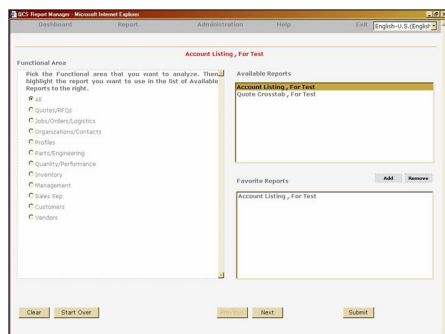 QCS Report Manager - Microsoft Internet Explorer
Dashboard Report Administration Help Exit English-U.S.(English
Account Listing , For Test
Functional Area
Pick the Functional area that you want to analyze. Then
highlight the report you want to use in the list of Available
Reports to the right.
All
Quotes/RFQs
Jobs/Orders/Logistics
Organizations/Contacts
Profiles
Parts/Engineering
Quanlity/Performance
Inventory
Management
Sales Rep
Customers
Vendors
Available Reports
Account Listing , For Test
Quote Crosstab , For Test
Favorite Reports Add Remove
Account Listing , For Test
Clear Start Over Previous Next Submit